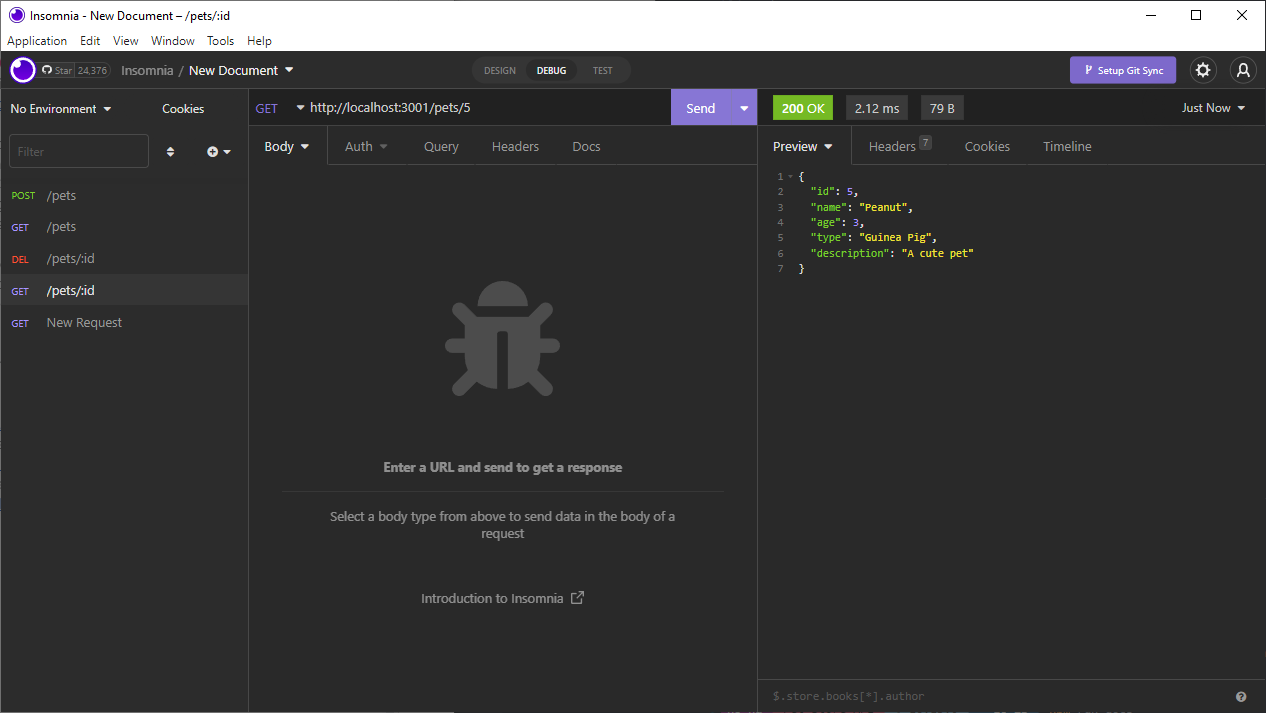 Insomnia - New Document – /pets/:id
Application Edit View Window Tools Help
Star 24,376 Insomnia / New Document DESIGN DEBUG TEST Setup Git Sync
No Environment Cookies GET http://localhost:3001/pets/5 Send 200 OK 2.12 ms 79 B Just Now
Filter Body Auth Query Headers Docs Preview Headers 7 Cookies Timeline
POST /pets
GET /pets
DEL /pets/:id
GET /pets/:id
GET New Request
Enter a URL and send to get a response
Select a body type from above to send data in the body of a
request
Introduction to Insomnia
1 {
2 "id": 5,
3 "name": "Peanut",
4 "age": 3,
5 "type": "Guinea Pig",
6 "description": "A cute pet"
7 }
$.store.books[*].author